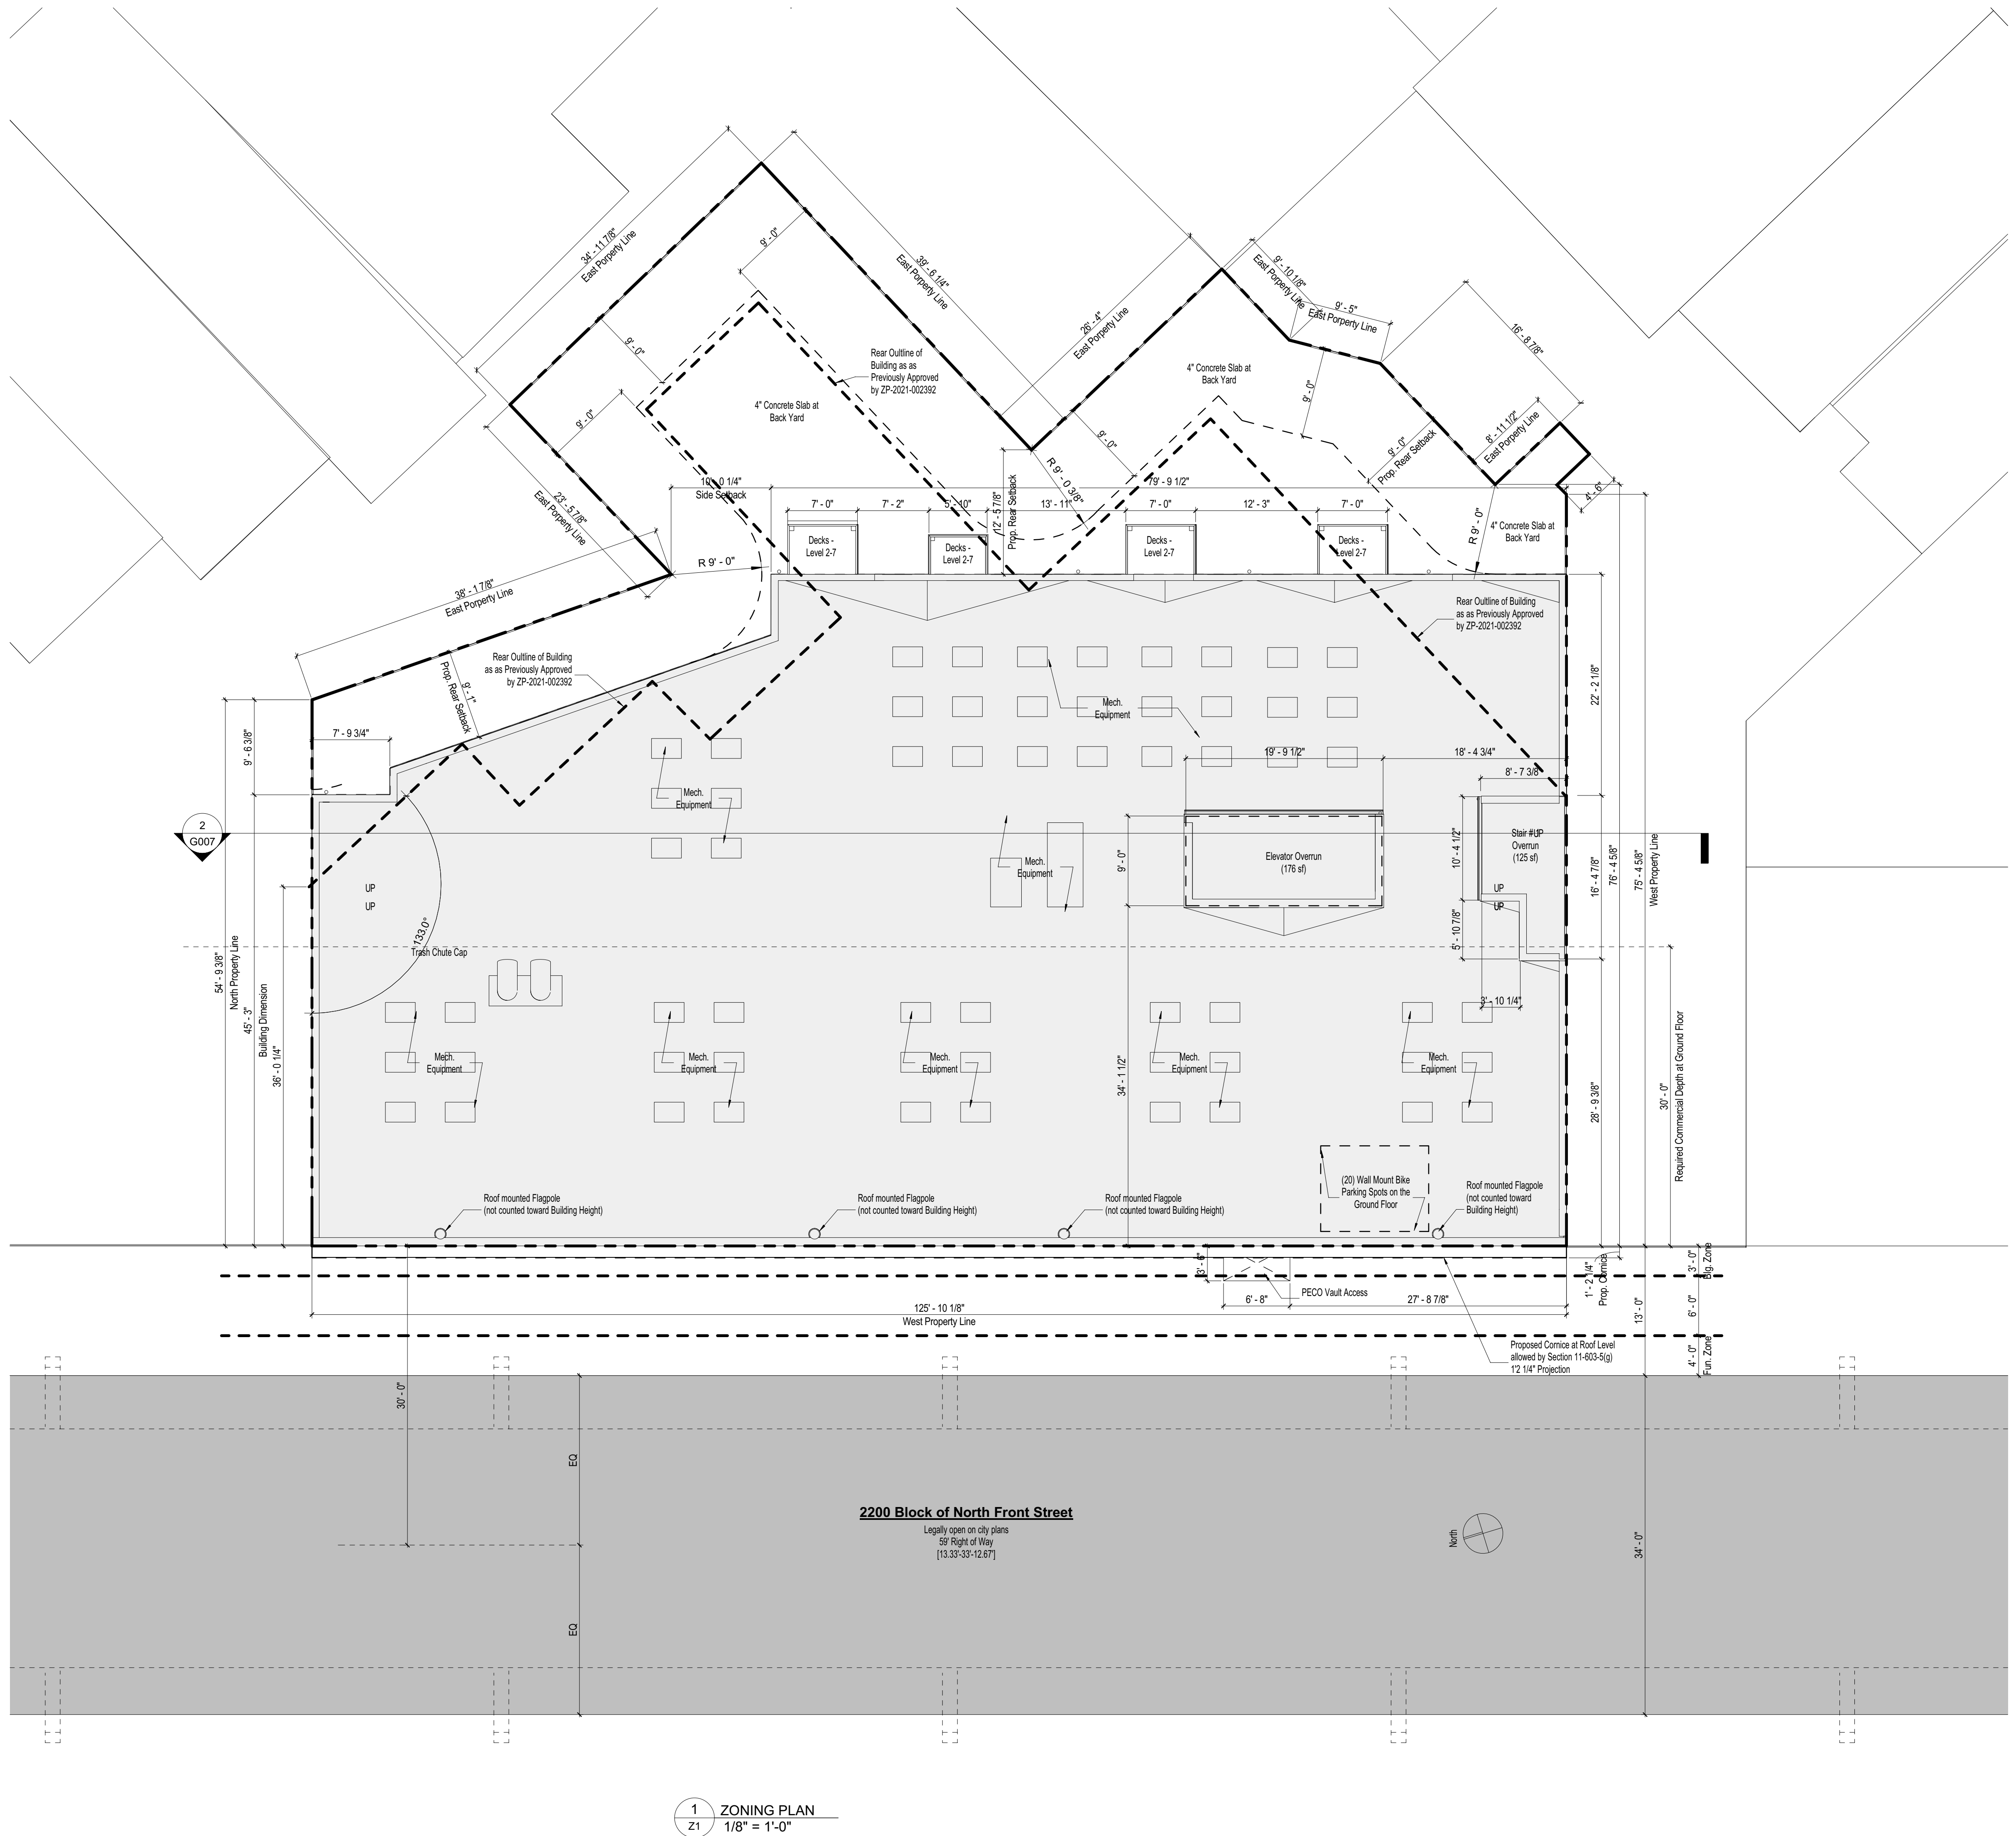 34' - 11 7/8"
East Porperty Line
9' - 0"
39' - 6 1/4"
East Porperty Line
9' - 0"
9' - 0"
26' - 4"
East Porperty Line
9' - 10 1/8"
East Porperty Line
9' - 5"
East Porperty Line
16' - 8 7/8"
Rear Oultline of
Building as as
Previously Approved
by ZP-2021-002392
4" Concrete Slab at
Back Yard
4" Concrete Slab at
Back Yard
9' - 0"
9' - 0"
9' - 0"
Prop. Rear Setback
8' - 11 1/2"
East Porperty Line
4' - 6"
23' - 5 7/8"
East Porperty Line
10' - 0 1/4"
Side Setback
R 9' - 0 3/8"
79' - 9 1/2"
7' - 0"
7' - 2"
5' - 10"
12' - 5 7/8"
Prop. Rear Setback
13' - 11"
7' - 0"
12' - 3"
7' - 0"
R 9' - 0"
4" Concrete Slab at
Back Yard
Decks -
Level 2-7
Decks -
Level 2-7
Decks -
Level 2-7
Decks -
Level 2-7
R 9' - 0"
38' - 1 7/8"
East Porperty Line
Rear Outline of Building
as as Previously Approved
by ZP-2021-002392
Rear Oultline of Building
as as Previously Approved
by ZP-2021-002392
9' - 1"
Prop. Rear Setback
22' - 2 1/8"
Mech.
Equipment
9' - 6 3/8"
7' - 9 3/4"
19' - 9 1/2"
18' - 4 3/4"
8' - 7 3/8"
Mech.
Equipment
2
G007
Mech.
Equipment
9' - 0"
Elevator Overrun
(176 sf)
10' - 4 1/2"
Stair #UP
Overrun
(125 sf)
UP
UP
UP
UP
16' - 4 7/8"
76' - 4 5/8"
75' - 4 5/8"
West Property Line
5' - 10 7/8"
133.0°
Trash Chute Cap
54' - 9 3/8"
North Property Line
45' - 3"
Building Dimension
36' - 0 1/4"
3' - 10 1/4"
Mech.
Equipment
Mech.
Equipment
Mech.
Equipment
Mech.
Equipment
Mech.
Equipment
34' - 1 1/2"
28' - 9 3/8"
30' - 0"
Required Commercial Depth at Ground Floor
(20) Wall Mount Bike
Parking Spots on the
Ground Floor
Roof mounted Flagpole
(not counted toward Building Height)
Roof mounted Flagpole
(not counted toward Building Height)
Roof mounted Flagpole
(not counted toward Building Height)
Roof mounted Flagpole
(not counted toward
Building Height)
3' - 6"
6' - 8"
PECO Vault Access
27' - 8 7/8"
1' - 2 1/4"
Prop. Cornice
3' - 0"
Blg. Zone
125' - 10 1/8"
West Property Line
13' - 0"
6' - 0"
4' - 0"
Fun. Zone
Proposed Cornice at Roof Level
allowed by Section 11-603-5(g)
1'2 1/4" Projection
30' - 0"
EQ
2200 Block of North Front Street
Legally open on city plans
59' Right of Way
[13.33'-33'-12.67']
North
34' - 0"
EQ
1
Z1
ZONING PLAN
1/8" = 1'-0"